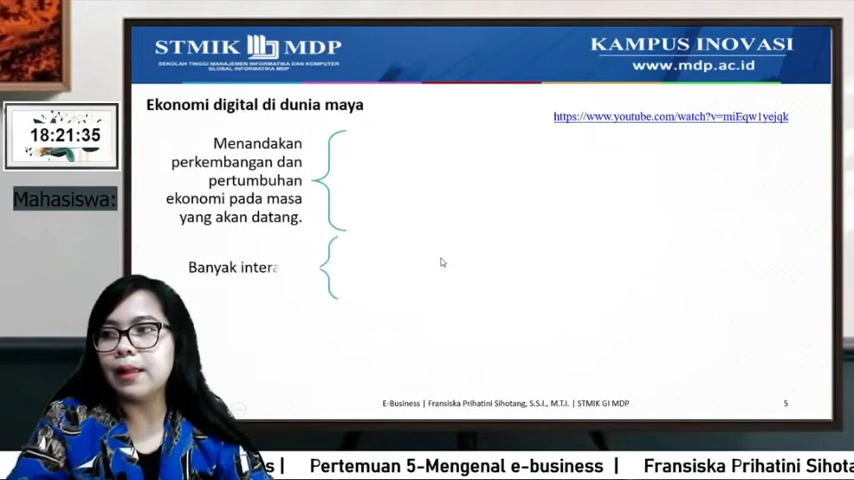 STMIK MDP
SEKOLAH TINGGI MANAJEMEN INFORMATIKA DAN KOMPUTER
GLOBAL INFORMATIKA MDP
KAMPUS INOVASI
www.mdp.ac.id
Ekonomi digital di dunia maya
https://www.youtube.com/watch?v=miEqw1yejqk
18:21:35
Mahasiswa:
Menandakan
perkembangan dan
pertumbuhan
ekonomi pada masa
yang akan datang.
Banyak intera
E-Business | Fransiska Prihatini Sihotang, S.S.I., M.T.I. | STMIK GI MDP
5
s | Pertemuan 5-Mengenal e-business | Fransiska Prihatini Sihota